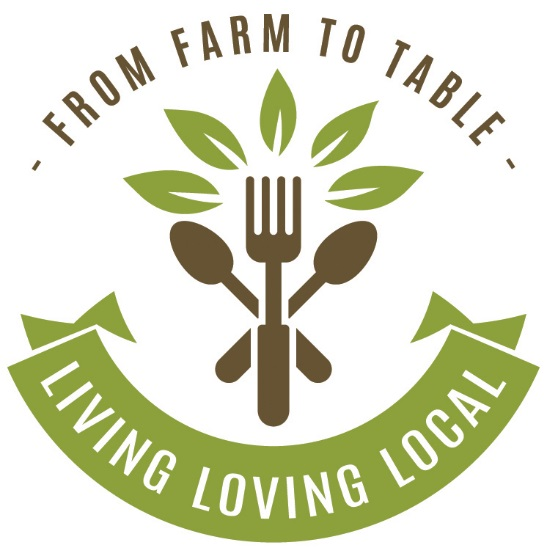 - FROM FARM TO TABLE -
LIVING LOVING LOCAL